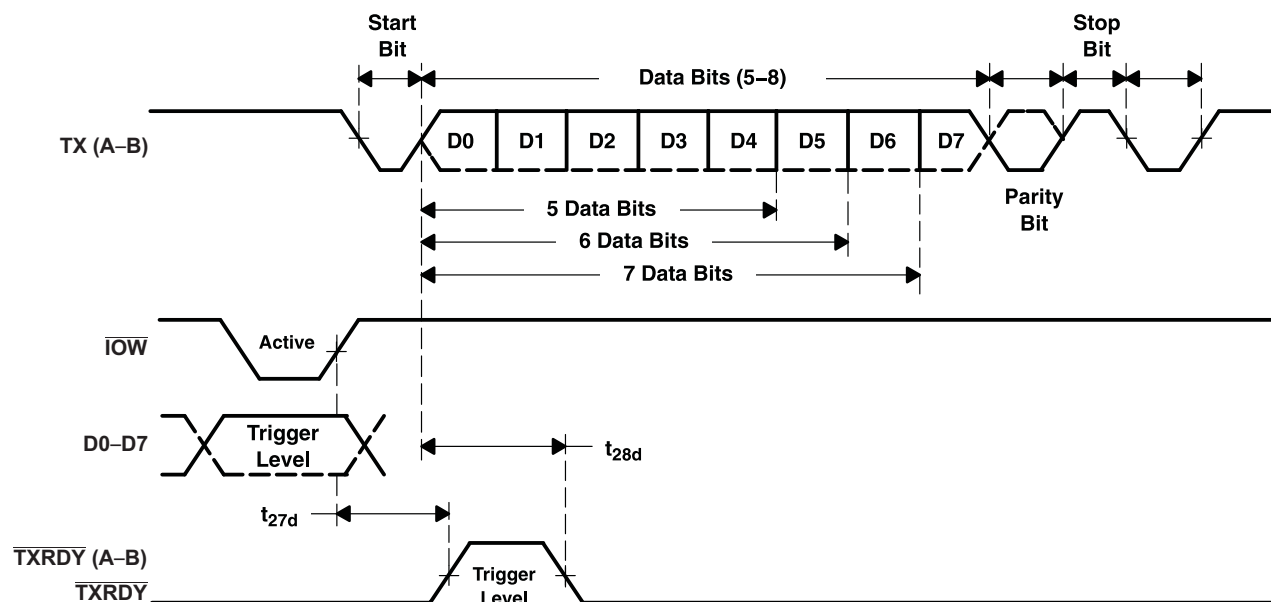 Start
Bit
Stop
Bit
Data Bits (5–8)
TX (A–B)
D0 D1 D2 D3 D4 D5 D6 D7
Parity
Bit
5 Data Bits
6 Data Bits
7 Data Bits
IOW
Active
D0–D7
Trigger
Level
t28d
t27d
TXRDY (A–B)
TXRDY
Trigger
Level